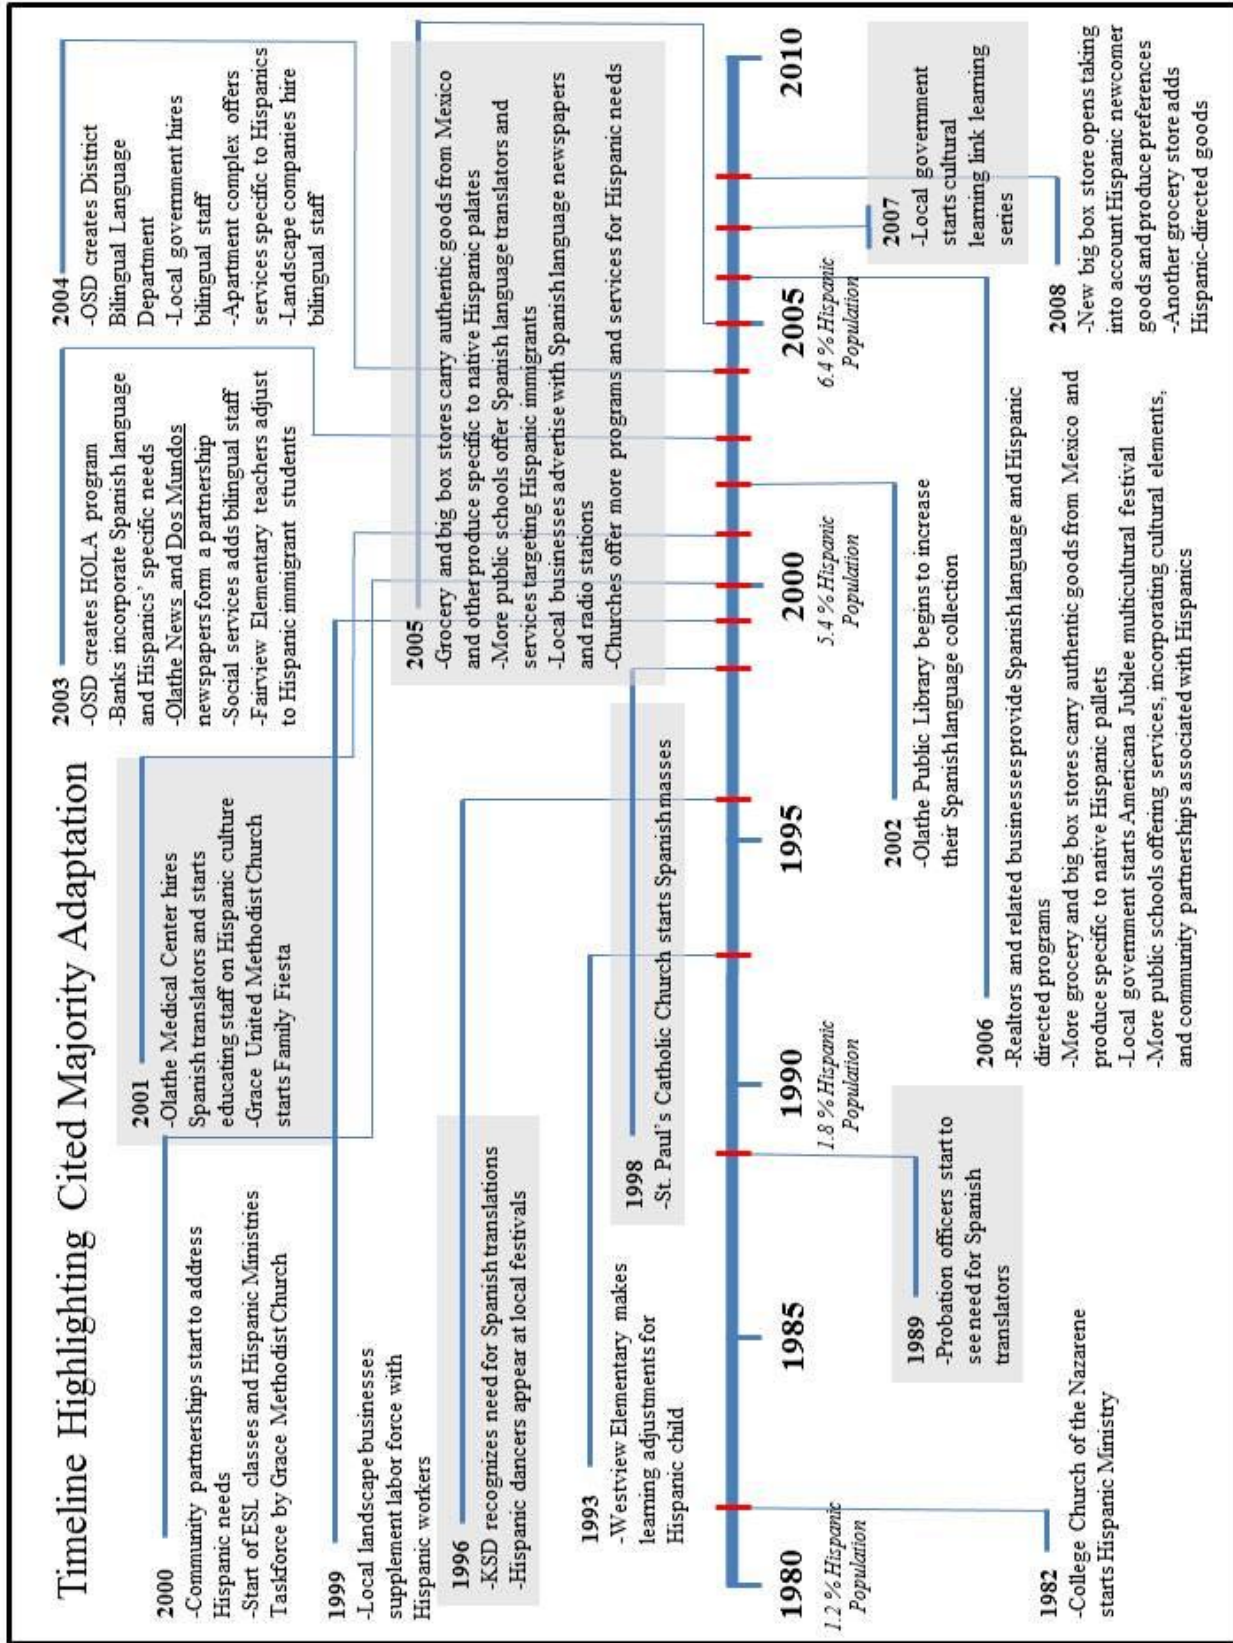 Timeline Highlighting Cited Majority Adaptation
2000
-Community partnerships start to address
Hispanic needs
-Start of ESL classes and Hispanic Ministries
Taskforce by Grace Methodist Church
2001
-Olathe Medical Center hires
Spanish translators and starts
educating staff on Hispanic culture
-Grace United Methodist Church
starts Family Fiesta
2003
-OSD creates HOLA program
-Banks incorporate Spanish language
and Hispanics' specific needs
-Olathe News and Dos Mundos
newspapers form a partnership
-Social services adds bilingual staff
-Fairview Elementary teachers adjust
to Hispanic immigrant students
2004
-OSD creates District
Bilingual Language
Department
-Local government hires
bilingual staff
-Apartment complex offers
services specific to Hispanics
-Landscape companies hire
bilingual staff
1999
-Local landscape businesses
supplement labor force with
Hispanic workers
1996
-KSD recognizes need for Spanish translations
-Hispanic dancers appear at local festivals
2005
-Grocery and big box stores carry authentic goods from Mexico
and other produce specific to native Hispanic palates
-More public schools offer Spanish language translators and
services targeting Hispanic immigrants
-Local businesses advertise with Spanish language newspapers
and radio stations
-Churches offer more programs and services for Hispanic needs
1993
-Westview Elementary makes
learning adjustments for
Hispanic child
1998
-St. Paul's Catholic Church starts Spanish masses
1980
1985
1990
1995
2000
2005
2010
1.2 % Hispanic
Population
1.8 % Hispanic
Population
5.4 % Hispanic
Population
6.4 % Hispanic
Population
1989
-Probation officers start to
see need for Spanish
translators
2002
-Olathe Public Library begins to increase
their Spanish language collection
2007
-Local government
starts cultural
learning link learning
series
1982
-College Church of the Nazarene
starts Hispanic Ministry
2006
-Realtors and related businesses provide Spanish language and Hispanic
directed programs
-More grocery and big box stores carry authentic goods from Mexico and
produce specific to native Hispanic pallets
-Local government starts Americana Jubilee multicultural festival
-More public schools offering services, incorporating cultural elements,
and community partnerships associated with Hispanics
2008
-New big box store opens taking
into account Hispanic newcomer
goods and produce preferences
-Another grocery store adds
Hispanic-directed goods